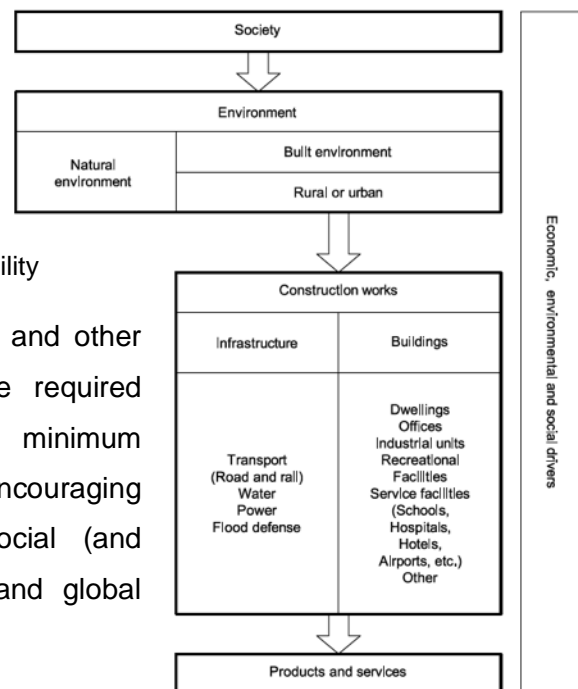 Society
Environment
Natural
environment
Built environment
Rural or urban
ility
and other
e required
minimum
ncouraging
ocial (and
and global
Construction works
Infrastructure
Buildings
Transport
(Road and rail)
Water
Power
Flood defense
Dwellings
Offices
Industrial units
Recreational
Facilities
Service facilities
(Schools,
Hospitals,
Hotels,
Airports, etc.)
Other
Products and services
Economic, environmental and social drivers